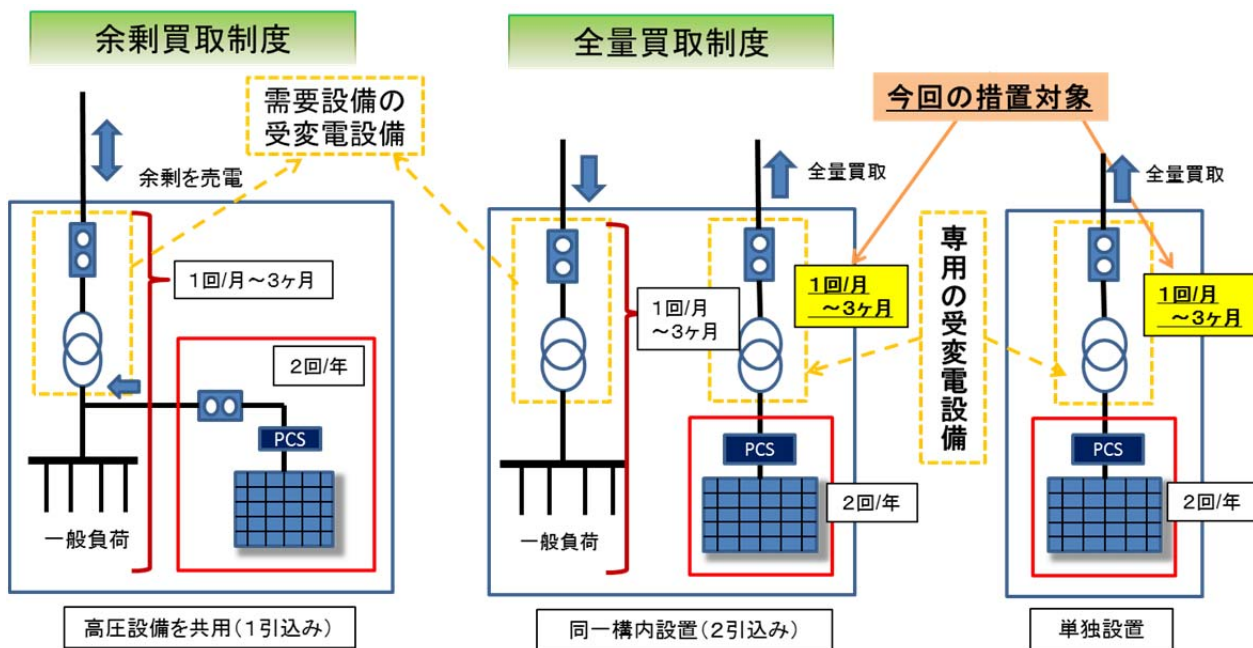 余剰買取制度
全量買取制度
需要設備の
受変電設備
今回の措置対象
余剰を売電
全量買取
全量買取
1回/月～3ヶ月
1回/月
～3ヶ月
1回/月
～3ヶ月
専用の受変電設備
1回/月
～3ヶ月
2回/年
PCS
一般負荷
一般負荷
PCS
2回/年
PCS
2回/年
高圧設備を共用(1引込み)
同一構内設置(2引込み)
単独設置